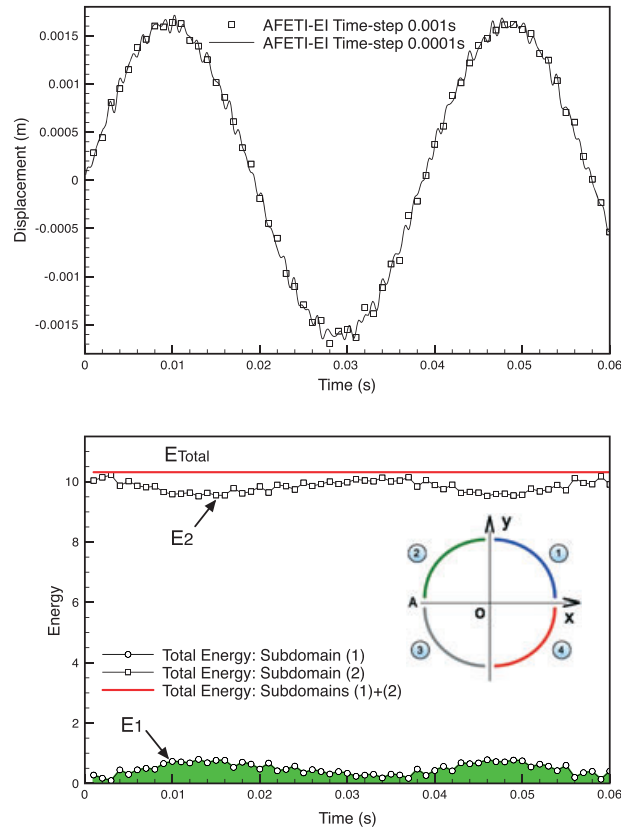 AFETI-EI Time-step 0.001s
AFETI-EI Time-step 0.0001s
0.0015
0.001
0.0005
0
-0.0005
-0.001
-0.0015
Displacement (m)
0 0.01 0.02 0.03 0.04 0.05 0.06
Time (s)
ETotal
10
8
6
4
2
0
Energy
E2
y
2
1
A
O
x
3
4
Total Energy: Subdomain (1)
Total Energy: Subdomain (2)
Total Energy: Subdomains (1)+(2)
E1
0 0.01 0.02 0.03 0.04 0.05 0.06
Time (s)